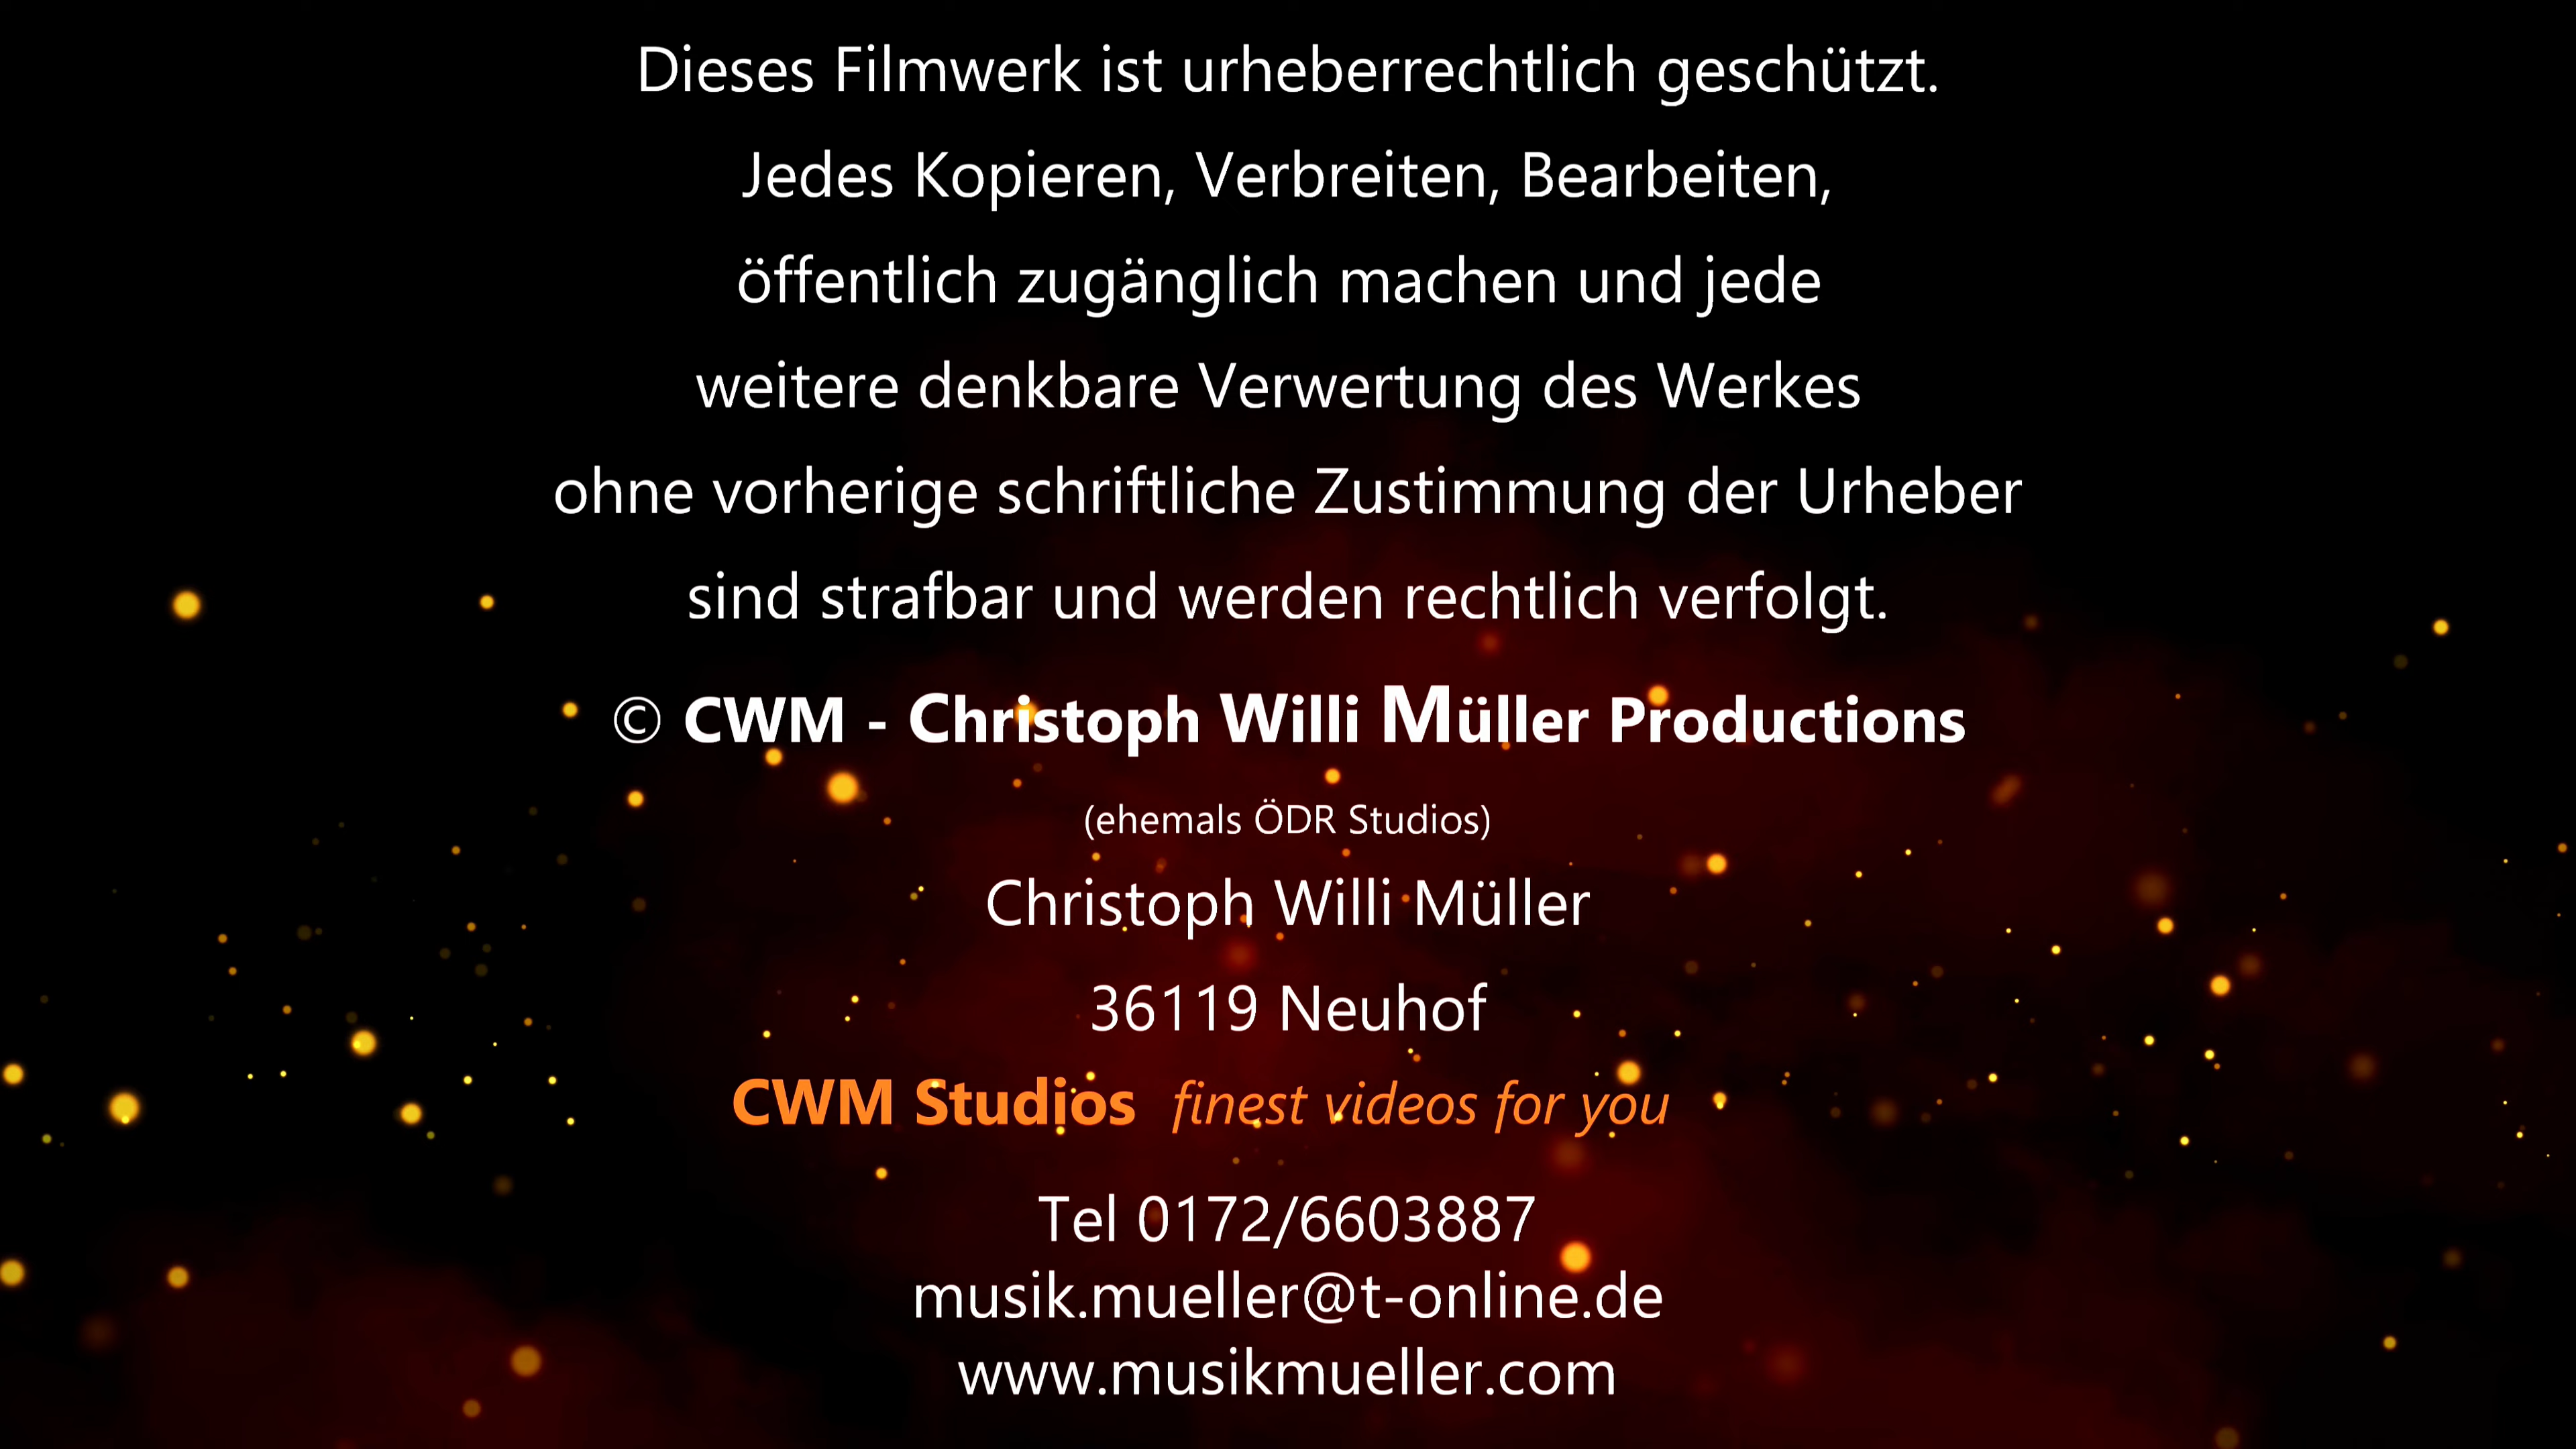 Dieses Filmwerk ist urheberrechtlich geschützt.
Jedes Kopieren, Verbreiten, Bearbeiten,
öffentlich zugänglich machen und jede
weitere denkbare Verwertung des Werkes
ohne vorherige schriftliche Zustimmung der Urheber
sind strafbar und werden rechtlich verfolgt.
© CWM - Christoph Willi Müller Productions
(ehemals ÖDR Studios)
Christoph Willi Müller
36119 Neuhof
CWM Studios finest videos for you
Tel 0172/6603887
musik.mueller@t-online.de
www.musikmueller.com